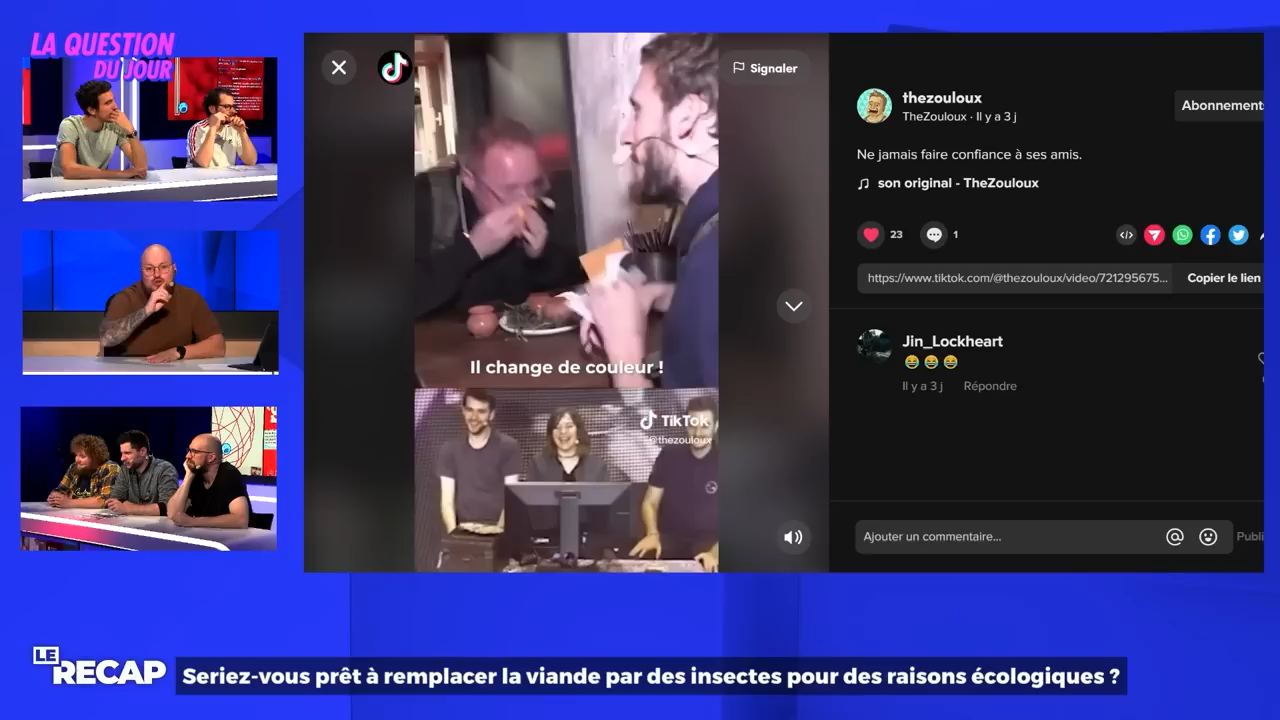 LA QUESTION
DU JOUR
Signaler
Il change de couleur !
TikTok
@thezouloux
thezouloux
TheZouloux · Il y a 3 j
Abonnement
Ne jamais faire confiance à ses amis.
son original - TheZouloux
23
1
https://www.tiktok.com/@thezouloux/video/721295675...
Copier le lien
Jin_Lockheart
Il y a 3 j Répondre
Ajouter un commentaire...
Publi
LE
RECAP
Seriez-vous prêt à remplacer la viande par des insectes pour des raisons écologiques ?